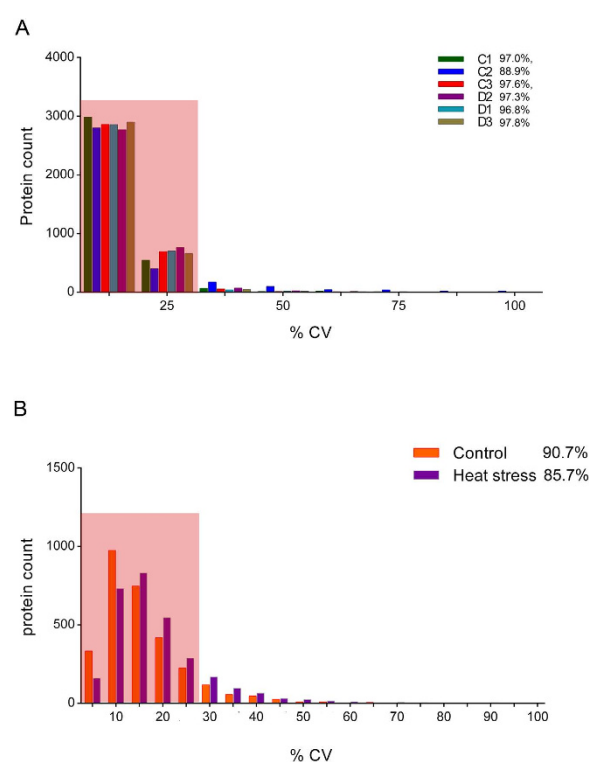 A
C1 97.0%,
C2 88.9%
C3 97.6%,
D2 97.3%
D1 96.8%
D3 97.8%
4000
3000
2000
1000
0
Protein count
25 50 75 100
% CV
B
Control 90.7%
Heat stress 85.7%
1500
1000
500
0
protein count
10 20 30 40 50 60 70 80 90 100
% CV